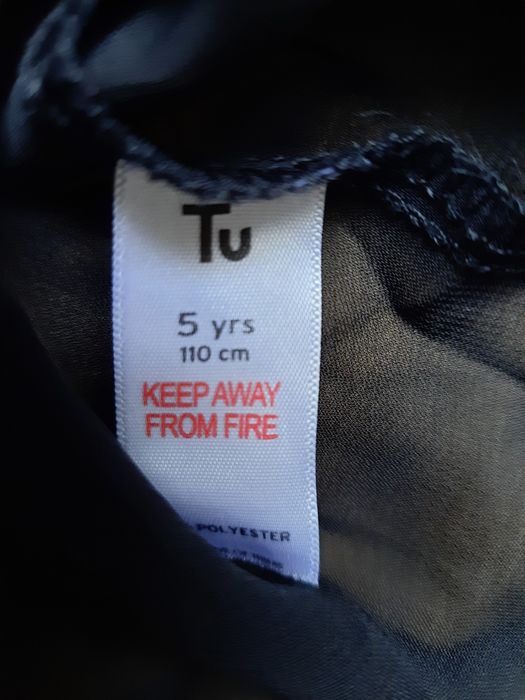 Tu
5 yrs
110 cm
KEEP AWAY
FROM FIRE
POLYESTER